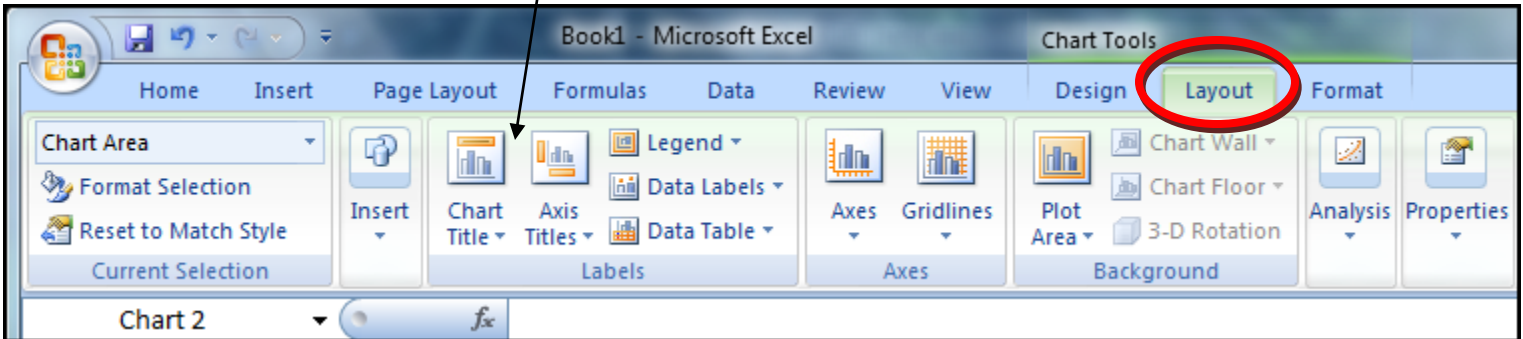 Book1 - Microsoft Excel Chart Tools
Home Insert Page Layout Formulas Data Review View Design Layout Format
Chart Area
Format Selection
Reset to Match Style
Current Selection
Insert
Chart Title
Axis Titles
Legend
Data Labels
Data Table
Labels
Axes
Gridlines
Axes
Plot Area
Chart Wall
Chart Floor
3-D Rotation
Background
Analysis
Properties
Chart 2 fx